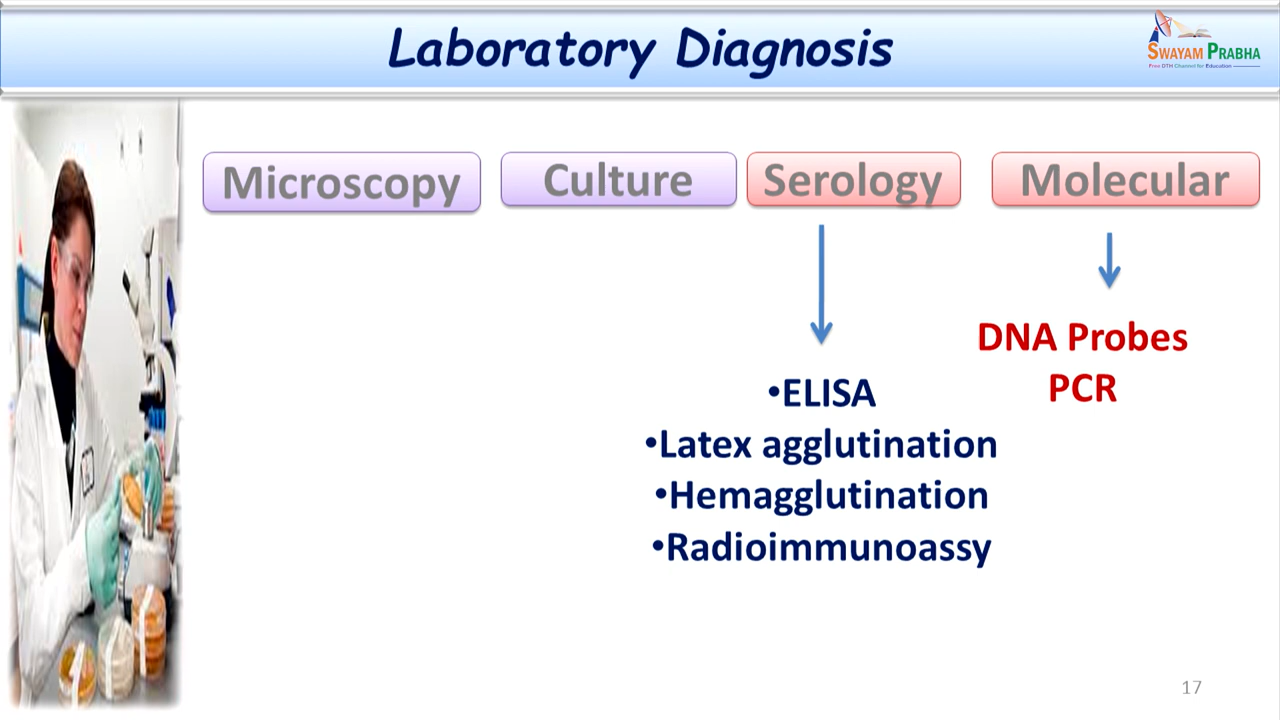 Laboratory Diagnosis
SWAYAM PRABHA
Free DTH Channel for Education
Microscopy
Culture
Serology
Molecular
DNA Probes
PCR
•ELISA
•Latex agglutination
•Hemagglutination
•Radioimmunoassy
17